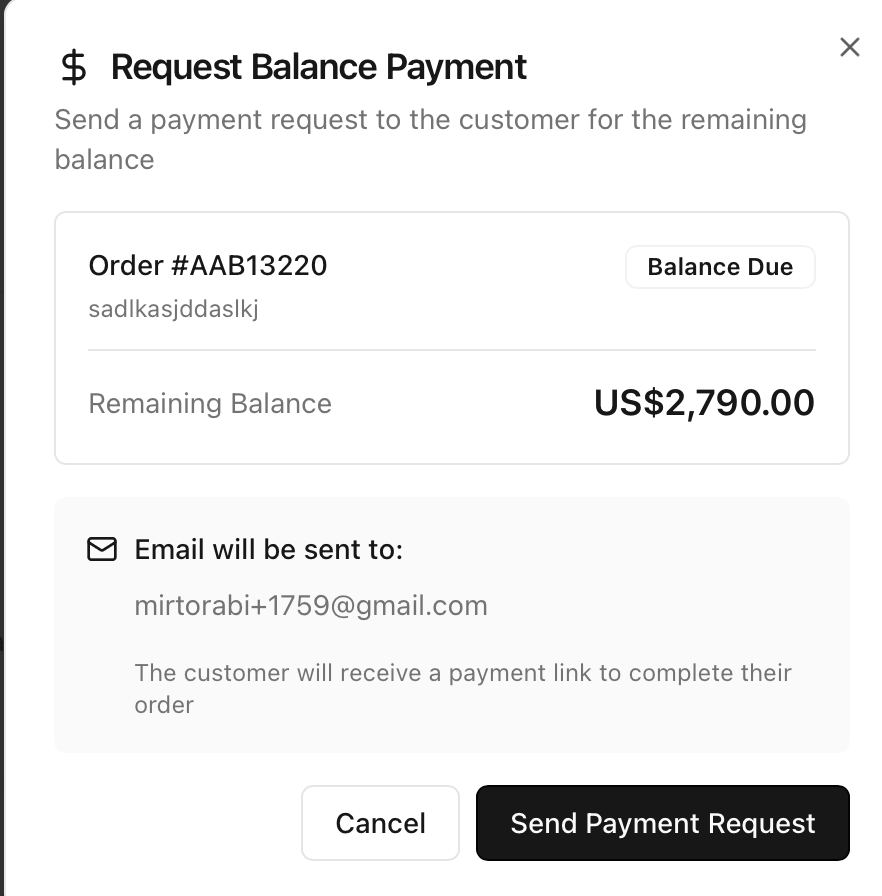 $ Request Balance Payment
Send a payment request to the customer for the remaining
balance
Order #AAB13220
Balance Due
sadlkasjddaslkj
Remaining Balance
US$2,790.00
Email will be sent to:
mirtorabi+1759@gmail.com
The customer will receive a payment link to complete their
order
Cancel
Send Payment Request